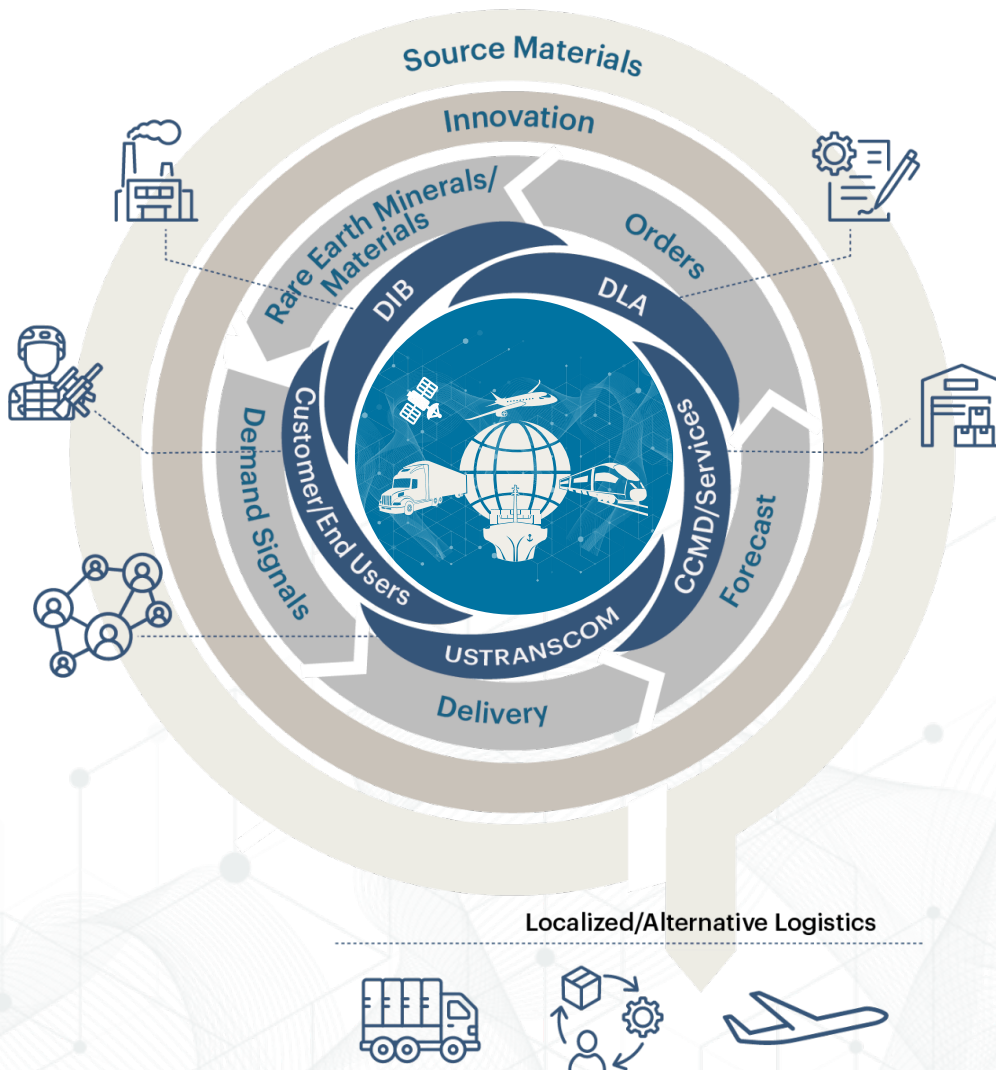 Source Materials
Innovation
Rare Earth Minerals/
Materials
Orders
DIB
DLA
Customer/End Users
CCMD/Services
Demand Signals
Forecast
USTRANSCOM
Delivery
Localized/Alternative Logistics